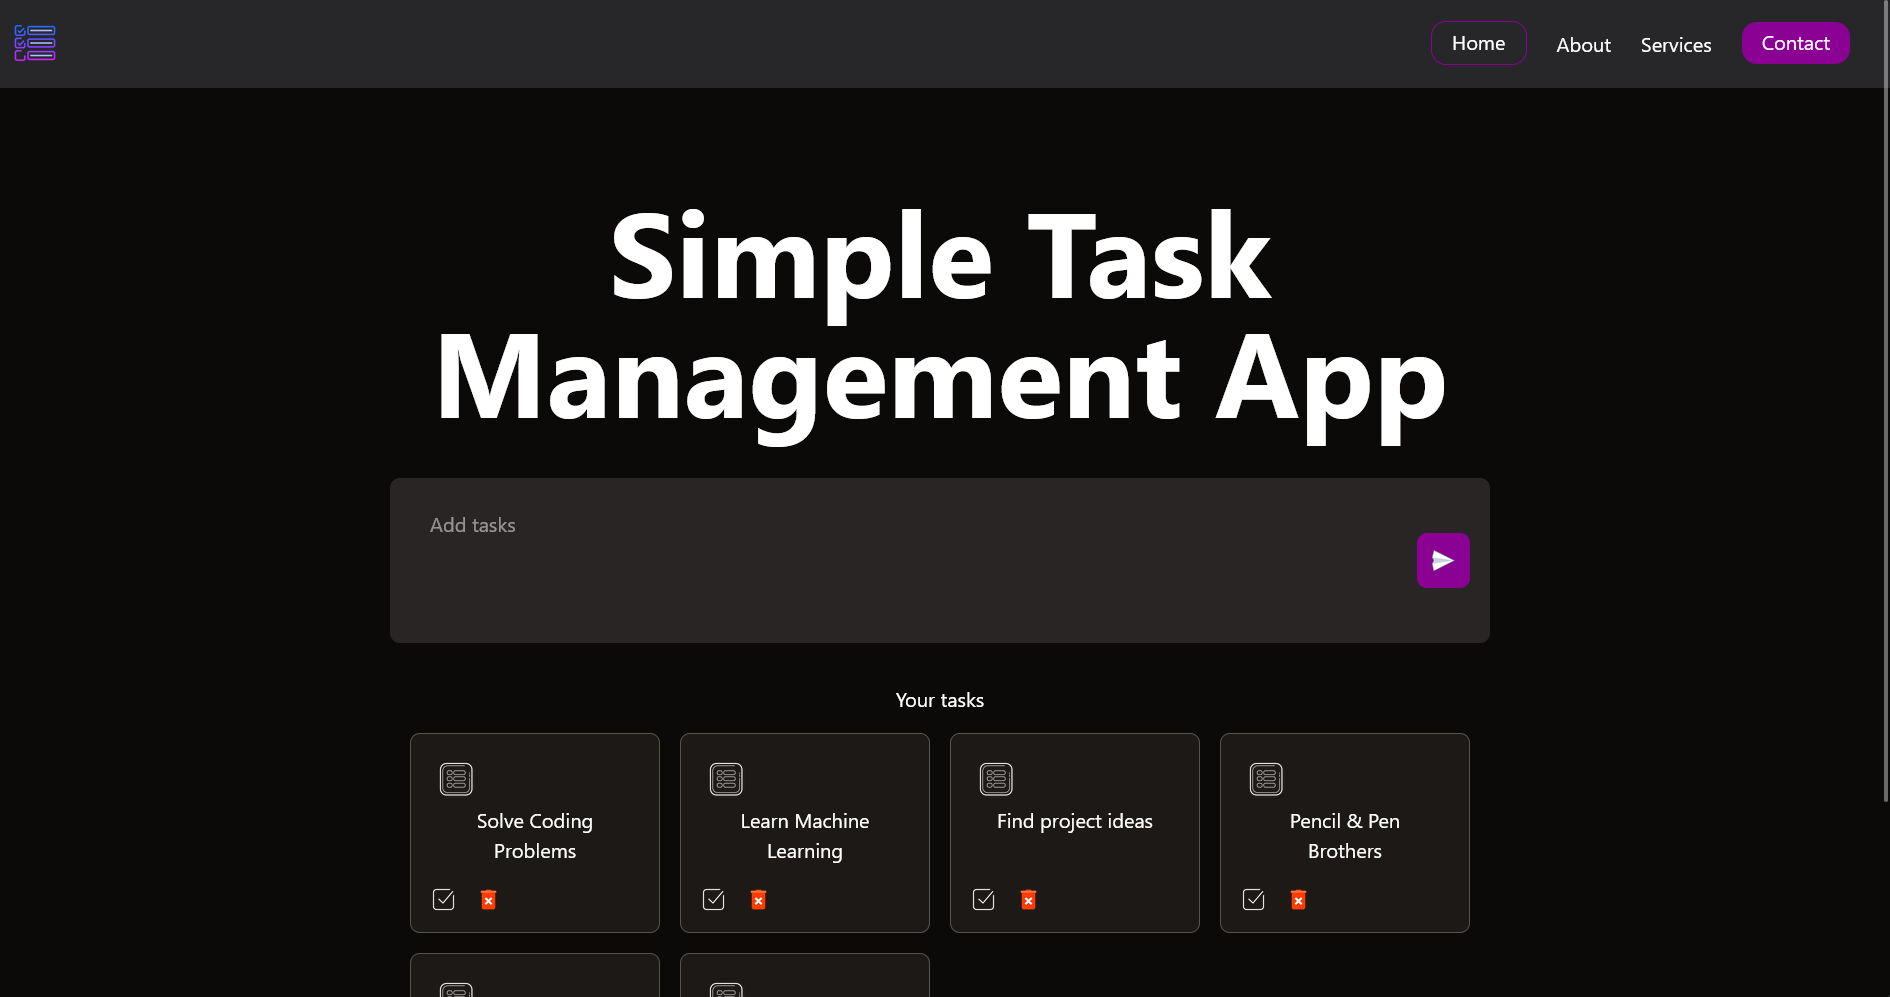 Home
About
Services
Contact
Simple Task
Management App
Add tasks
Your tasks
Solve Coding
Problems
Learn Machine
Learning
Find project ideas
Pencil & Pen
Brothers